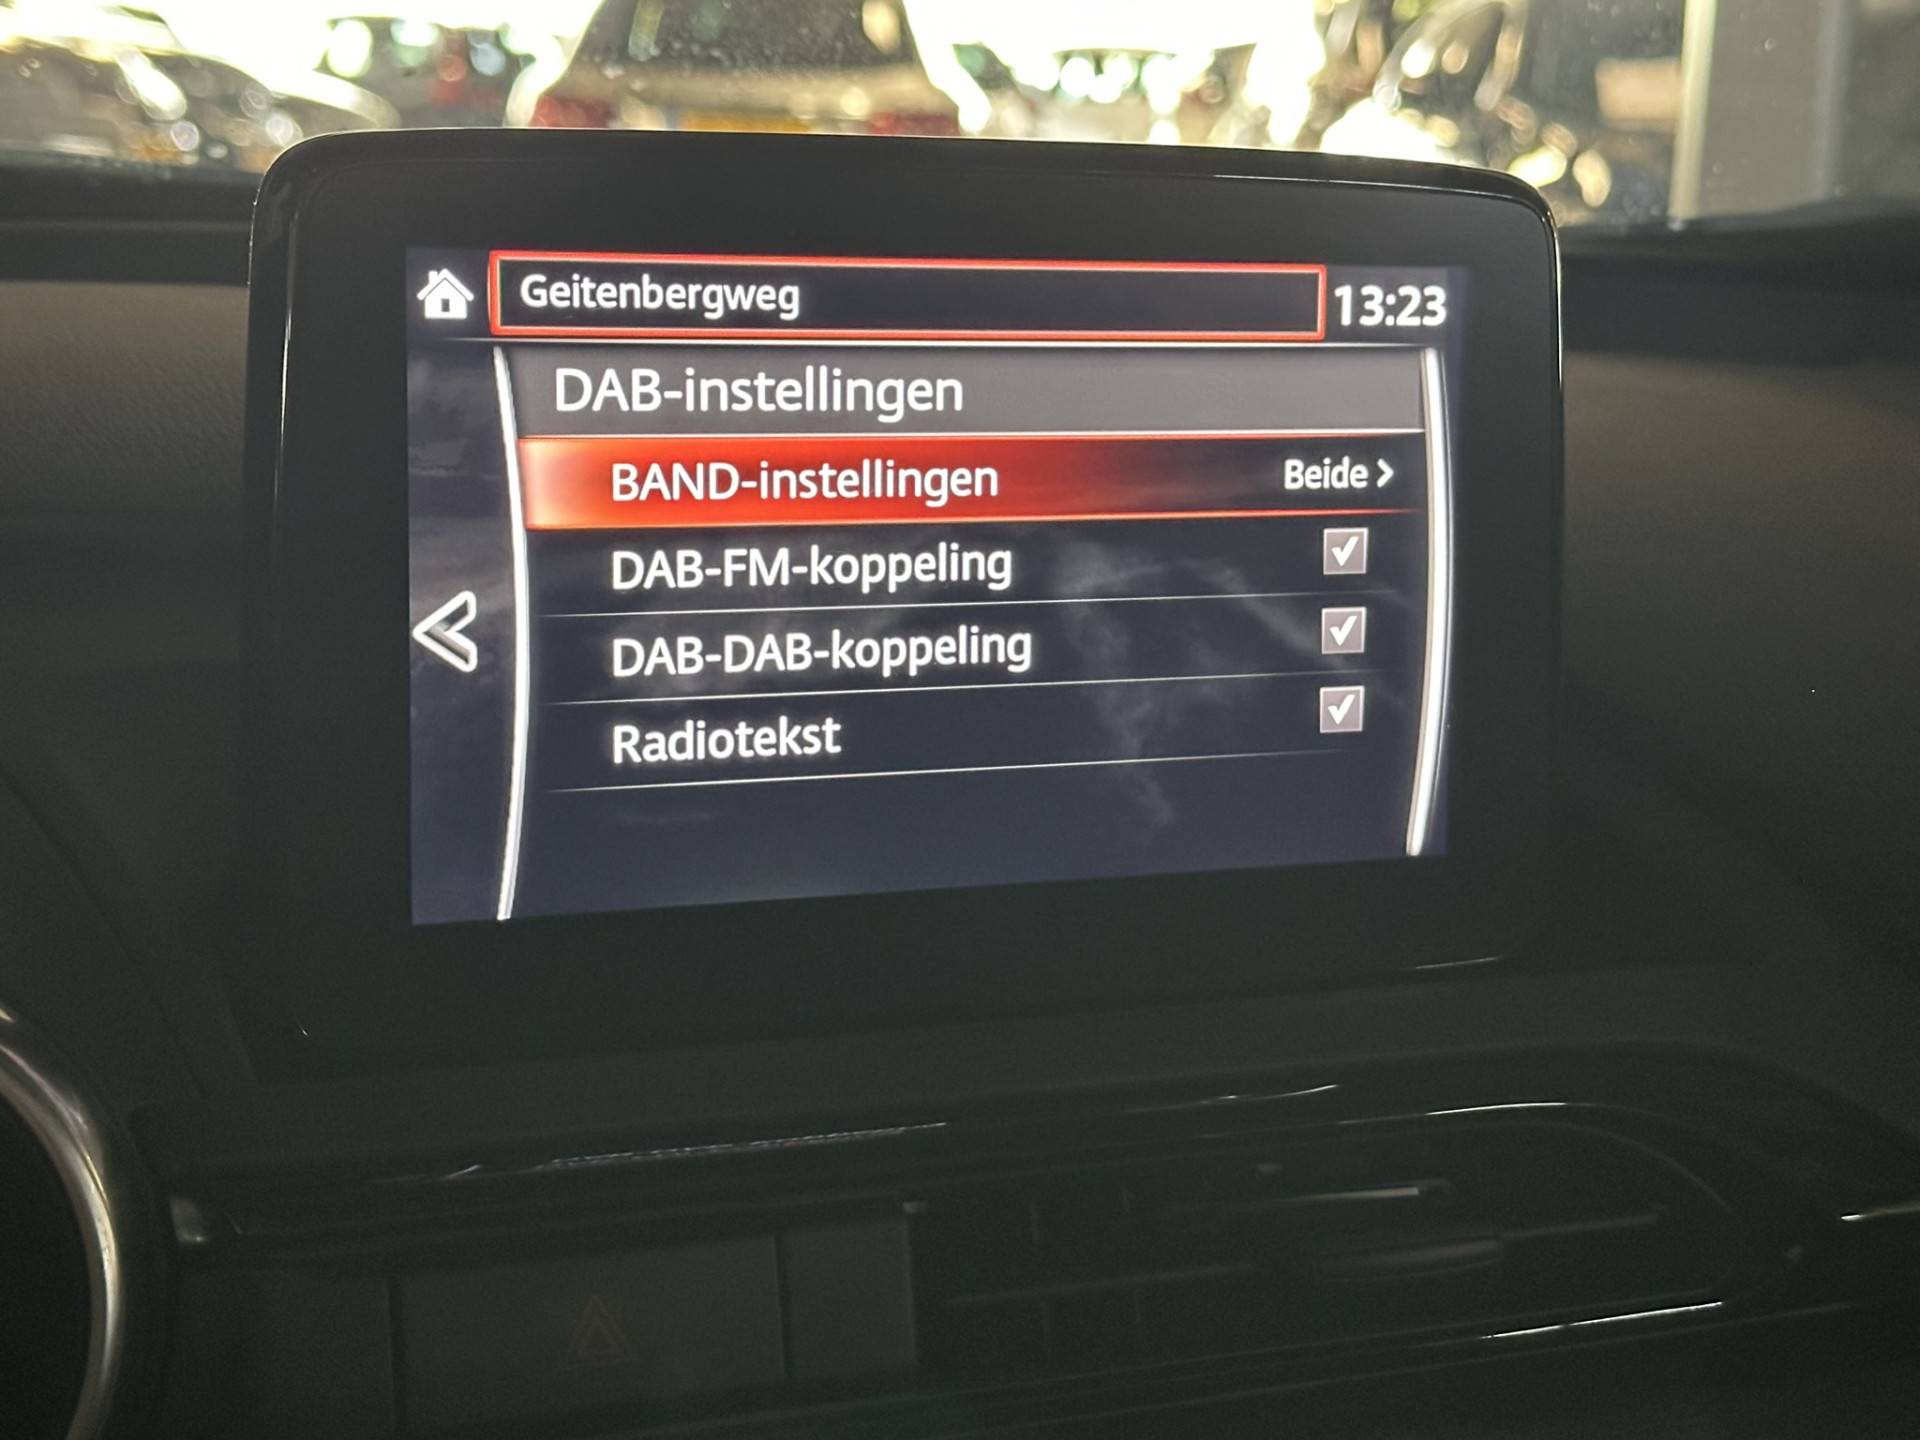 Geitenbergweg
13:23
DAB-instellingen
BAND-instellingen Beide
DAB-FM-koppeling
DAB-DAB-koppeling
Radiotekst